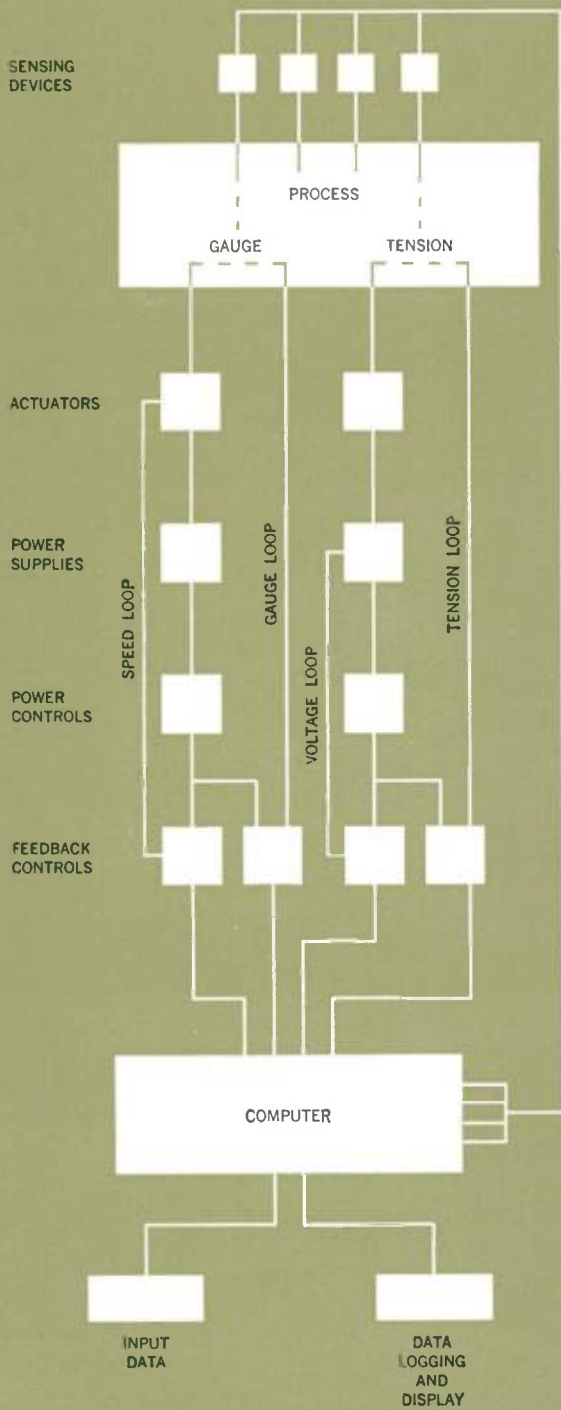 SENSING
DEVICES
PROCESS
GAUGE
TENSION
ACTUATORS
POWER
SUPPLIES
SPEED LOOP
GAUGE LOOP
VOLTAGE LOOP
TENSION LOOP
POWER
CONTROLS
FEEDBACK
CONTROLS
COMPUTER
INPUT
DATA
DATA
LOGGING
AND
DISPLAY